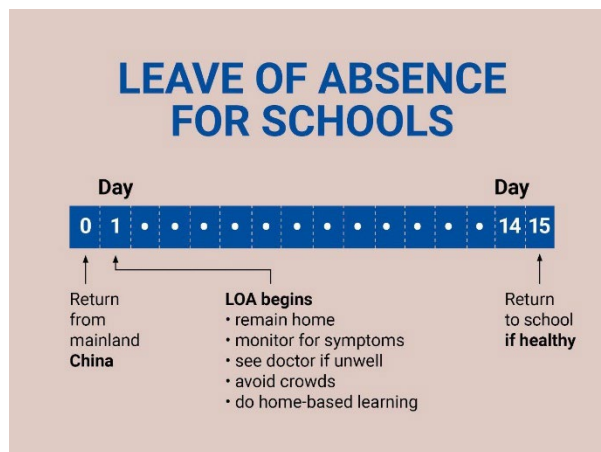 LEAVE OF ABSENCE
FOR SCHOOLS
Day Day
0 1 • • • • • • • • • • • • 14 15
Return
from
mainland
China
LOA begins
• remain home
• monitor for symptoms
• see doctor if unwell
• avoid crowds
• do home-based learning
Return
to school
if healthy